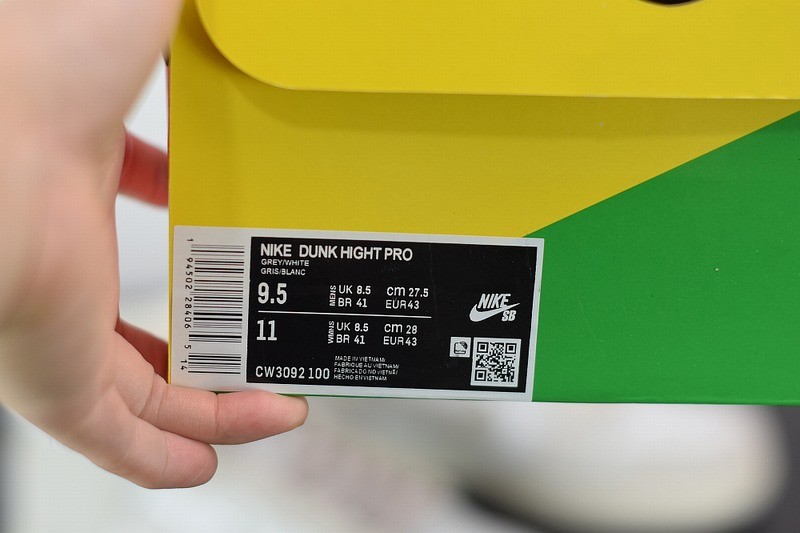 NIKE DUNK HIGHT PRO
GREY/WHITE
GRIS/BLANC
9.5 MENS UK 8.5 cm 27.5
BR 41 EUR43
11 WMNS UK 8.5 cm 28
BR 41 EUR43
CW3092 100
MADE IN VIETNAM/
FABRIQUE AU VIETNAM/
FABRICADO NO VIETNÃ/
HECHO EN VIETNAM
NIKE
SB
1 94502 28406 5 14